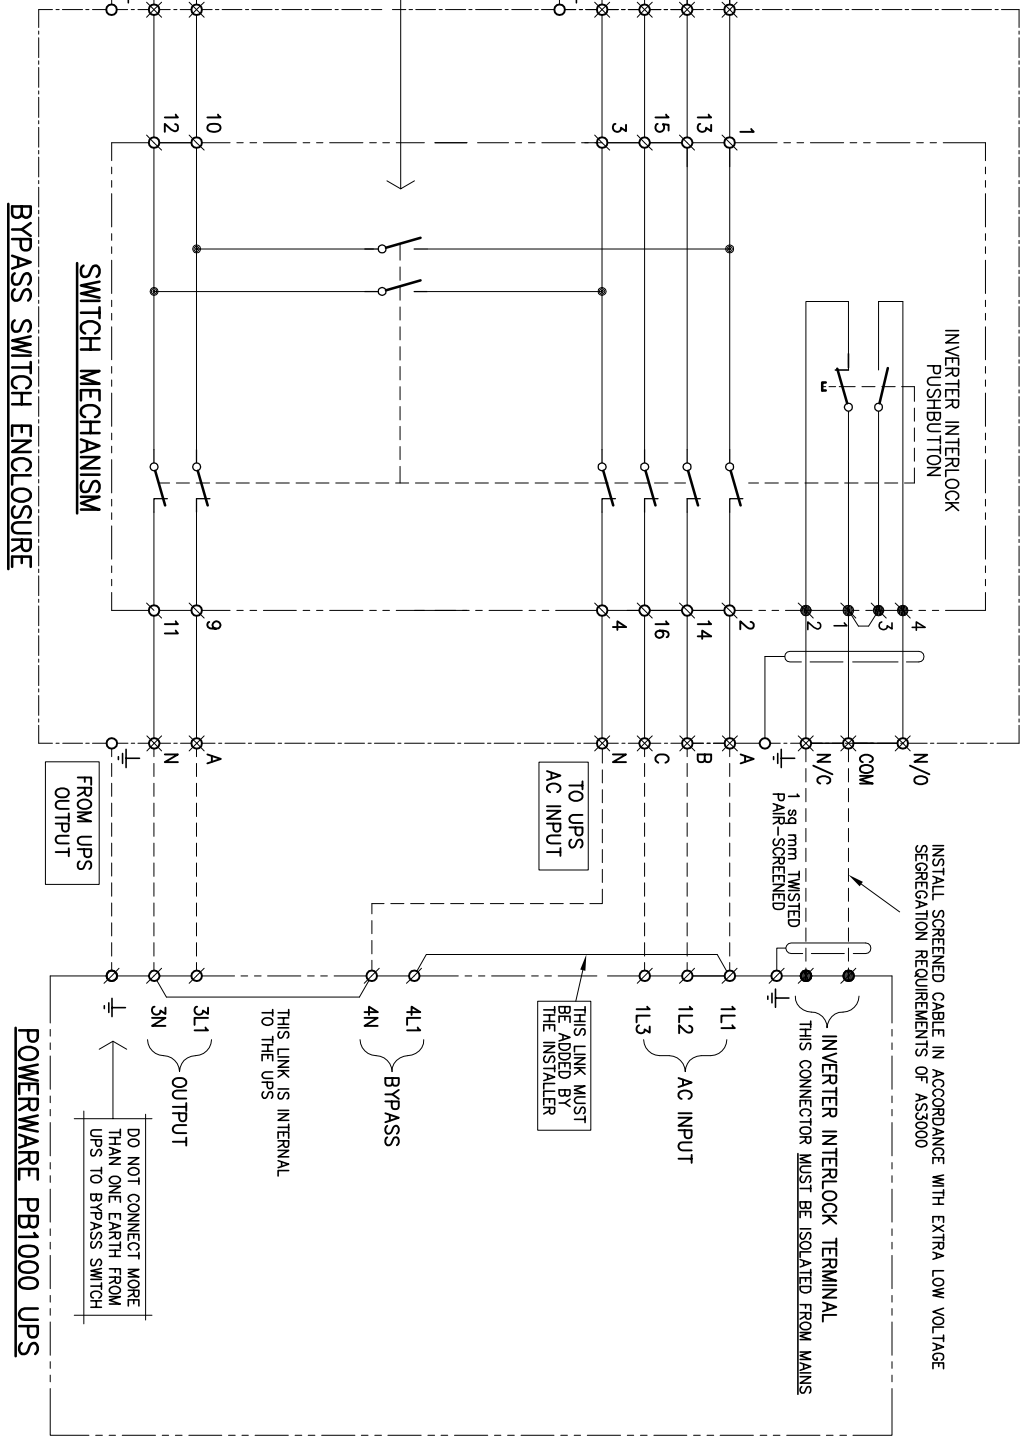 BYPASS SWITCH ENCLOSURE
SWITCH MECHANISM
INVERTER INTERLOCK
PUSHBUTTON
E
12
10
3
15
13
1
11
9
4
16
14
2
2
1
3
4
N
A
N
C
B
A
N/C
COM
N/O
FROM UPS
OUTPUT
TO UPS
AC INPUT
1 sq mm TWISTED
PAIR-SCREENED
INSTALL SCREENED CABLE IN ACCORDANCE WITH EXTRA LOW VOLTAGE
SEGREGATION REQUIREMENTS OF AS3000
INVERTER INTERLOCK TERMINAL
THIS CONNECTOR MUST BE ISOLATED FROM MAINS
1L1
1L2
1L3
AC INPUT
THIS LINK MUST
BE ADDED BY
THE INSTALLER
4L1
4N
BYPASS
THIS LINK IS INTERNAL
TO THE UPS
3L1
3N
OUTPUT
DO NOT CONNECT MORE
THAN ONE EARTH FROM
UPS TO BYPASS SWITCH
POWERWARE PB1000 UPS